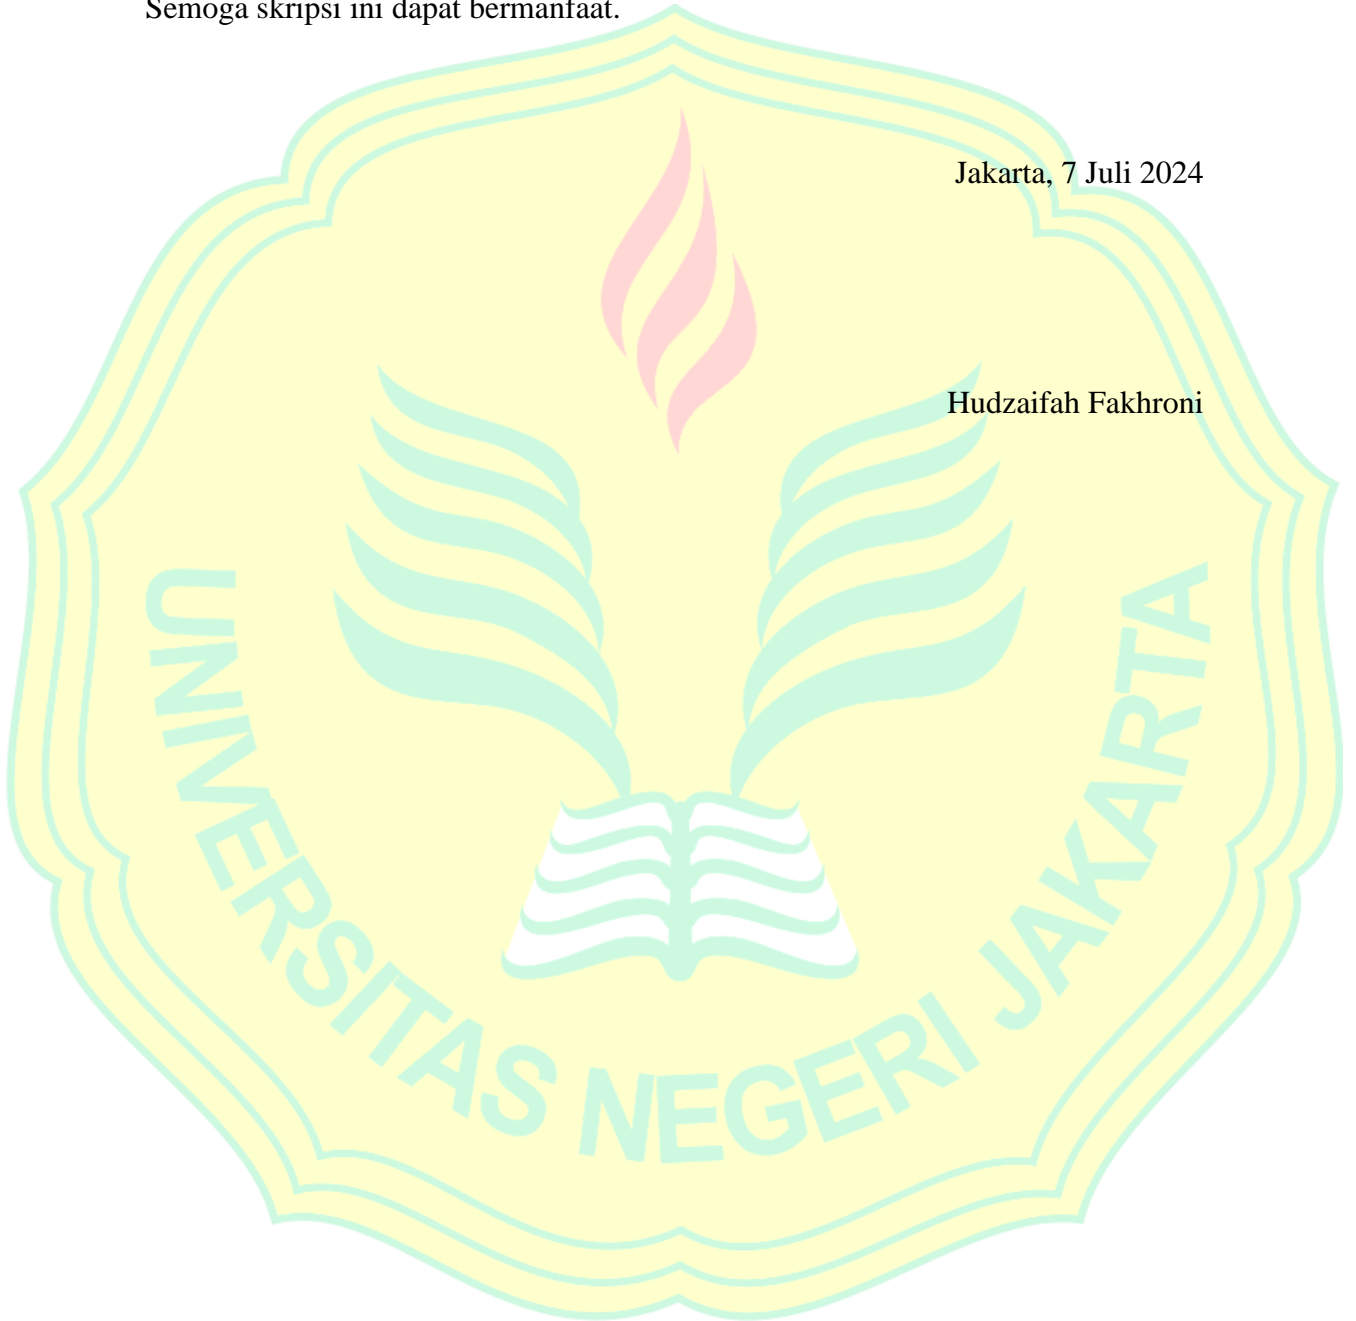 Semoga skripsi ini dapat bermanfaat.
Jakarta, 7 Juli 2024
Hudzaifah Fakhroni
UNIVERSITAS NEGERI JAKARTA